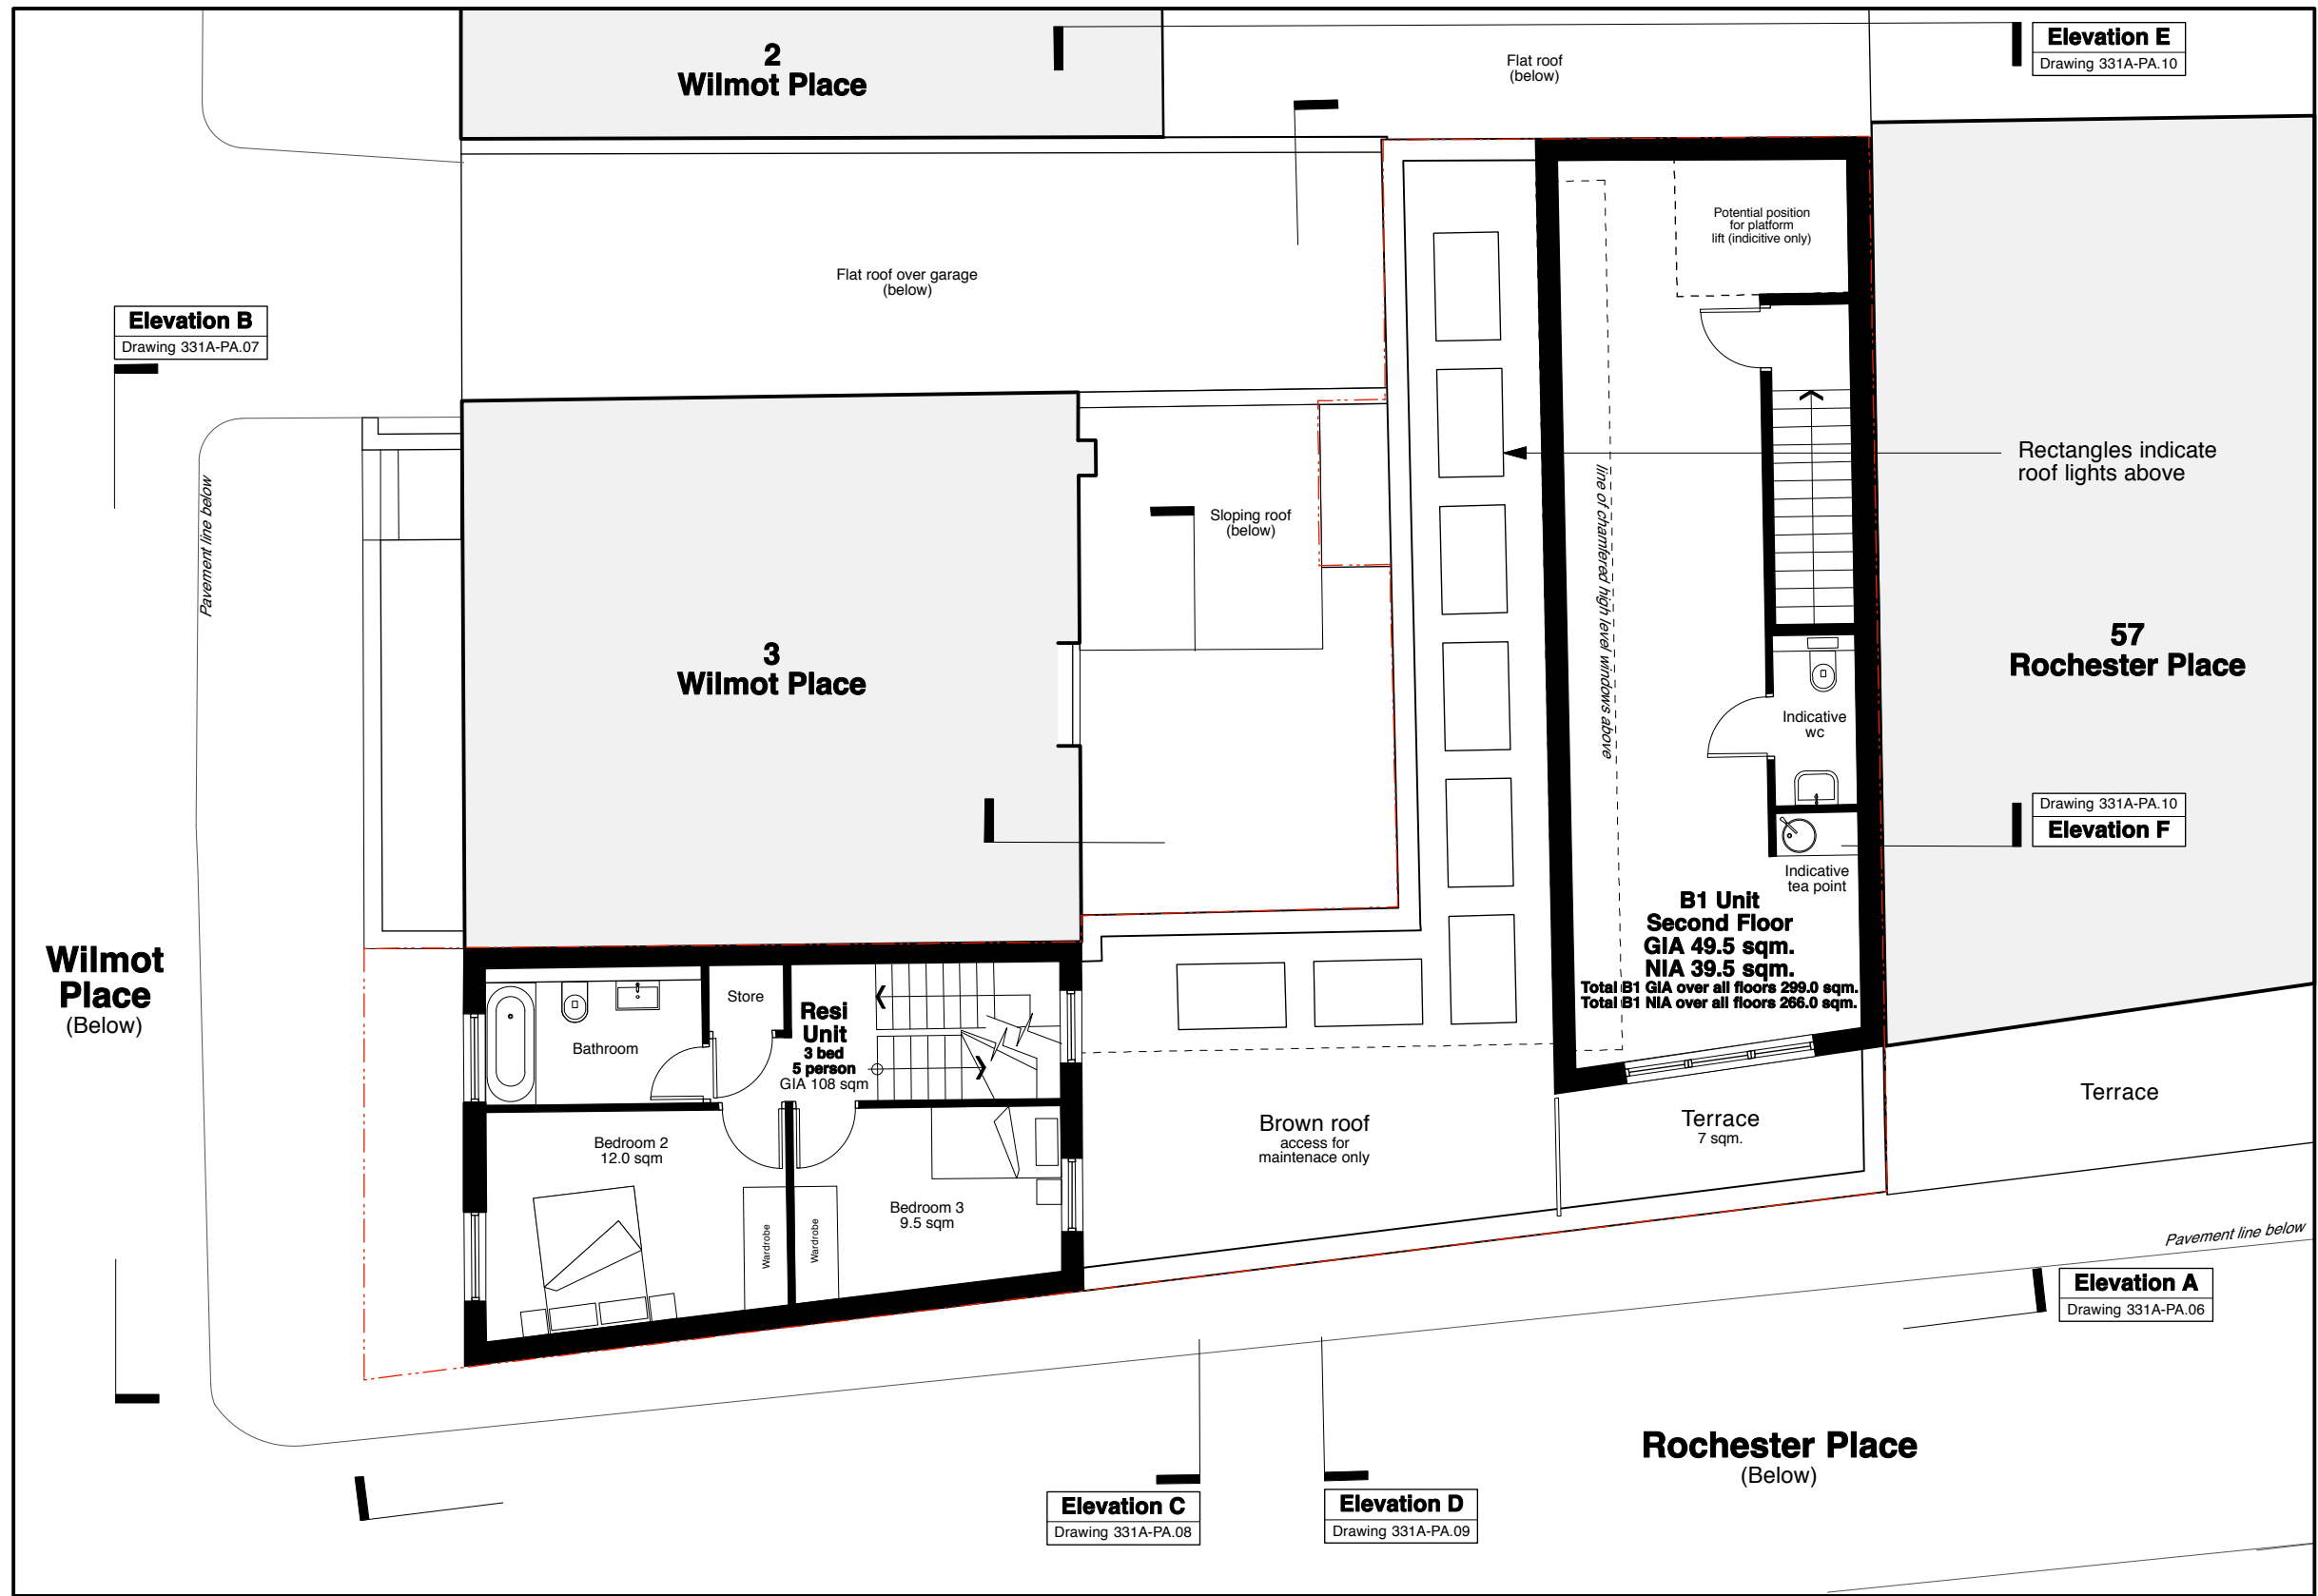 2
Wilmot Place
Flat roof
(below)
Elevation E
Drawing 331A-PA.10
Potential position
for platform
lift (indicitive only)
Flat roof over garage
(below)
Elevation B
Drawing 331A-PA.07
Rectangles indicate
roof lights above
Pavement line below
Sloping roof
(below)
line of chamfered high level windows above
3
Wilmot Place
57
Rochester Place
Indicative
wc
Drawing 331A-PA.10
Elevation F
Indicative
tea point
B1 Unit
Second Floor
GIA 49.5 sqm.
NIA 39.5 sqm.
Total B1 GIA over all floors 299.0 sqm.
Total B1 NIA over all floors 266.0 sqm.
Wilmot
Place
(Below)
Store
Bathroom
Resi
Unit
3 bed
5 person
GIA 108 sqm
Terrace
Terrace
7 sqm.
Brown roof
access for
maintenace only
Bedroom 2
12.0 sqm
Bedroom 3
9.5 sqm
Wardrobe
Wardrobe
Pavement line below
Elevation A
Drawing 331A-PA.06
Rochester Place
(Below)
Elevation C
Drawing 331A-PA.08
Elevation D
Drawing 331A-PA.09